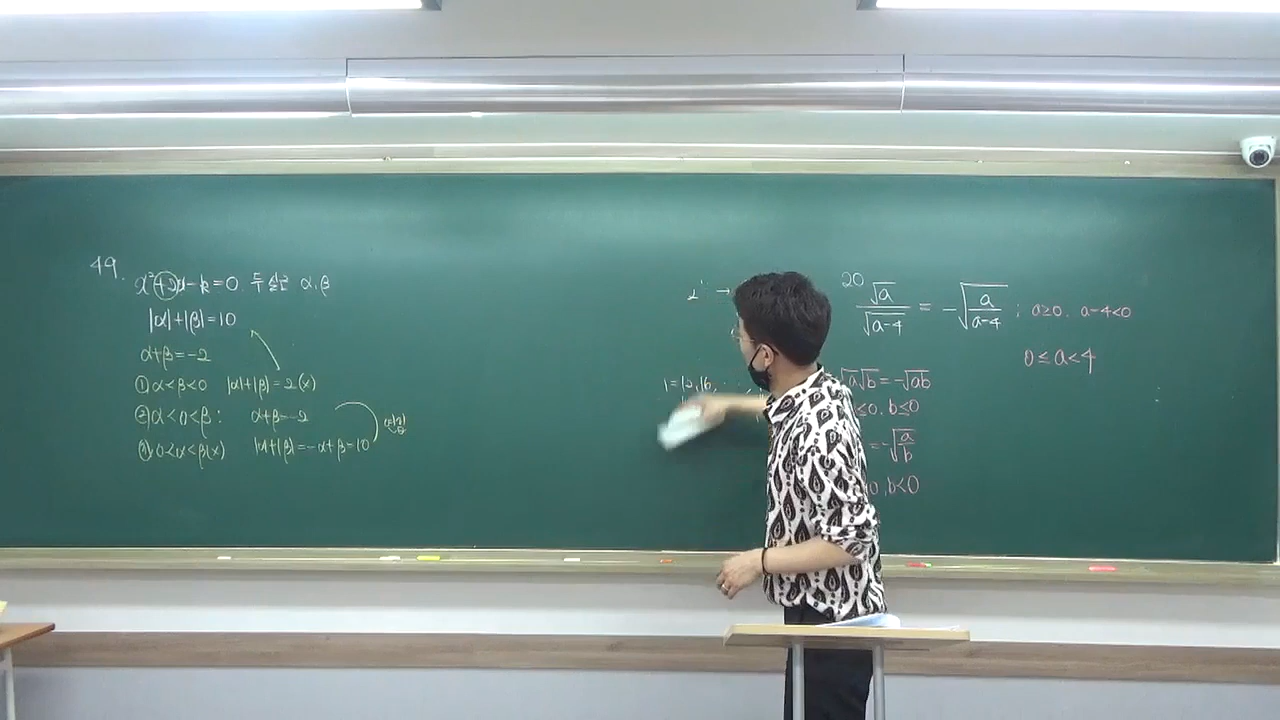 49.
x²+2x-k=0. 두 실근 α,β
|α|+|β|=10
α+β=-2
① α<β<0 |α|+|β|=2(x)
② α<0<β: α+β=-2
③ 0<α<β(x) |α|+|β|=-α+β=10
20
√a/√(a-4) = -√(a/(a-4)) ; a≥0. a-4<0
0≤a<4
√a√b=-√ab
≤0, b≤0
=-√(a/b)
0, b<0